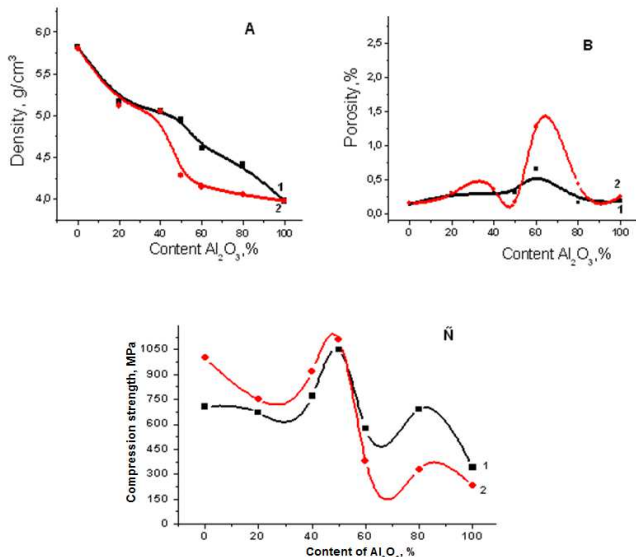 A
Density, g/cm³
6,0
5,5
5,0
4,5
4,0
0 20 40 60 80 100
Content Al₂O₃,%
1
2
B
Porosity,%
2,5
2,0
1,5
1,0
0,5
0,0
0 20 40 60 80 100
Content Al₂O₃,%
2
1
Ñ
Compression strength, MPa
1050
900
750
600
450
300
150
0 20 40 60 80 100
Content of Al₂O₃, %
1
2